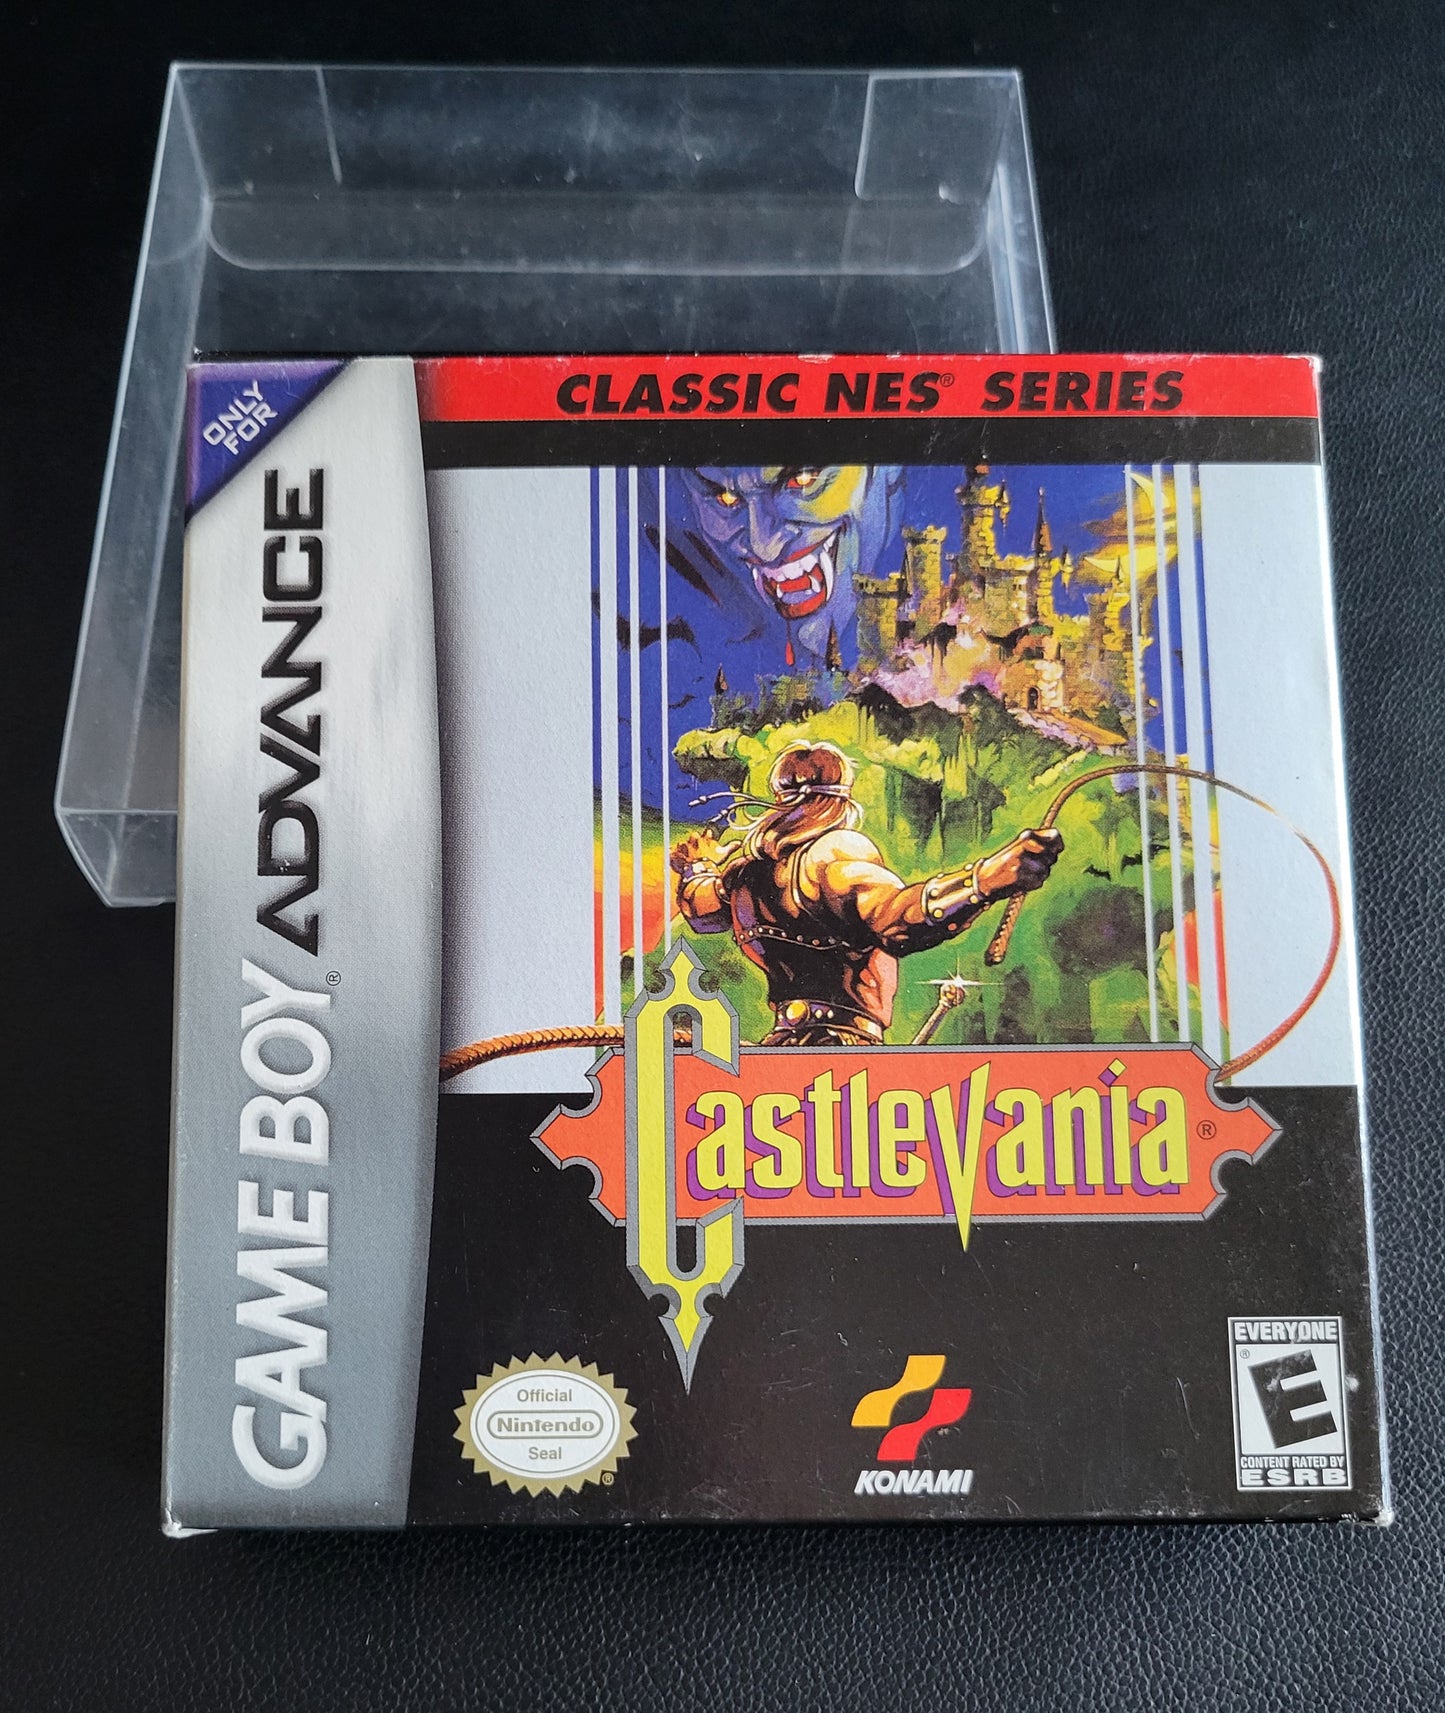 CLASSIC NES® SERIES
ONLY
FOR
GAME BOY ADVANCE®
Castlevania®
Official
Nintendo
Seal
®
KONAMI
EVERYONE
®
E
CONTENT RATED BY
ESRB